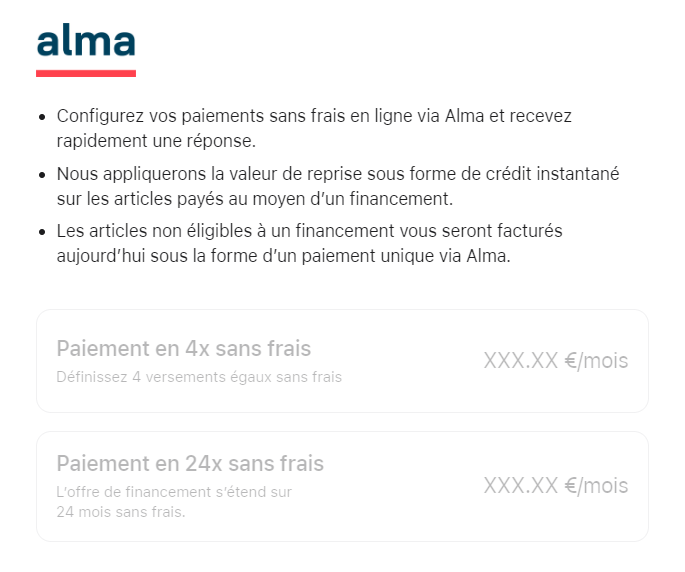 alma
• Configurez vos paiements sans frais en ligne via Alma et recevez
rapidement une réponse.
• Nous appliquerons la valeur de reprise sous forme de crédit instantané
sur les articles payés au moyen d’un financement.
• Les articles non éligibles à un financement vous seront facturés
aujourd’hui sous la forme d’un paiement unique via Alma.
Paiement en 4x sans frais
Définissez 4 versements égaux sans frais
XXX.XX €/mois
Paiement en 24x sans frais
L’offre de financement s’étend sur
24 mois sans frais.
XXX.XX €/mois